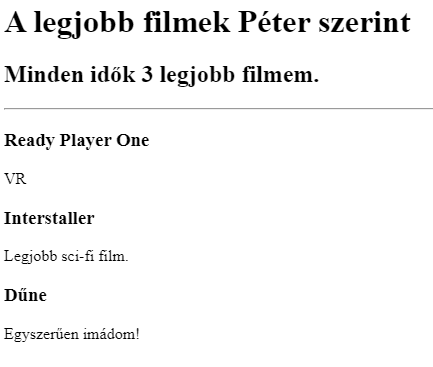 A legjobb filmek Péter szerint
Minden idők 3 legjobb filmem.
Ready Player One
VR
Interstaller
Legjobb sci-fi film.
Dűne
Egyszerűen imádom!